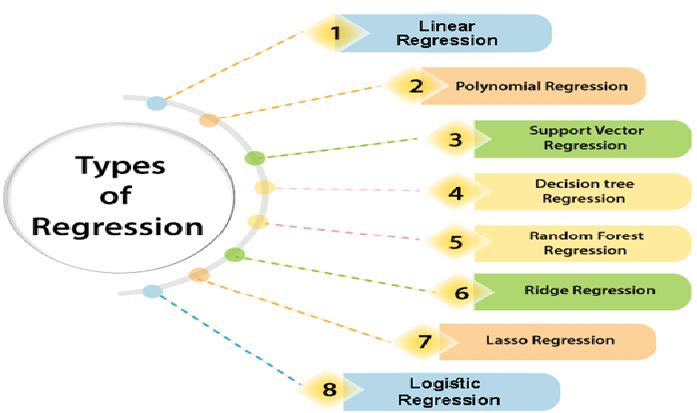 Types
of
Regression
1
Linear
Regression
2
Polynomial Regression
3
Support Vector
Regression
4
Decision tree
Regression
5
Random Forest
Regression
6
Ridge Regression
7
Lasso Regression
8
Logistic
Regression